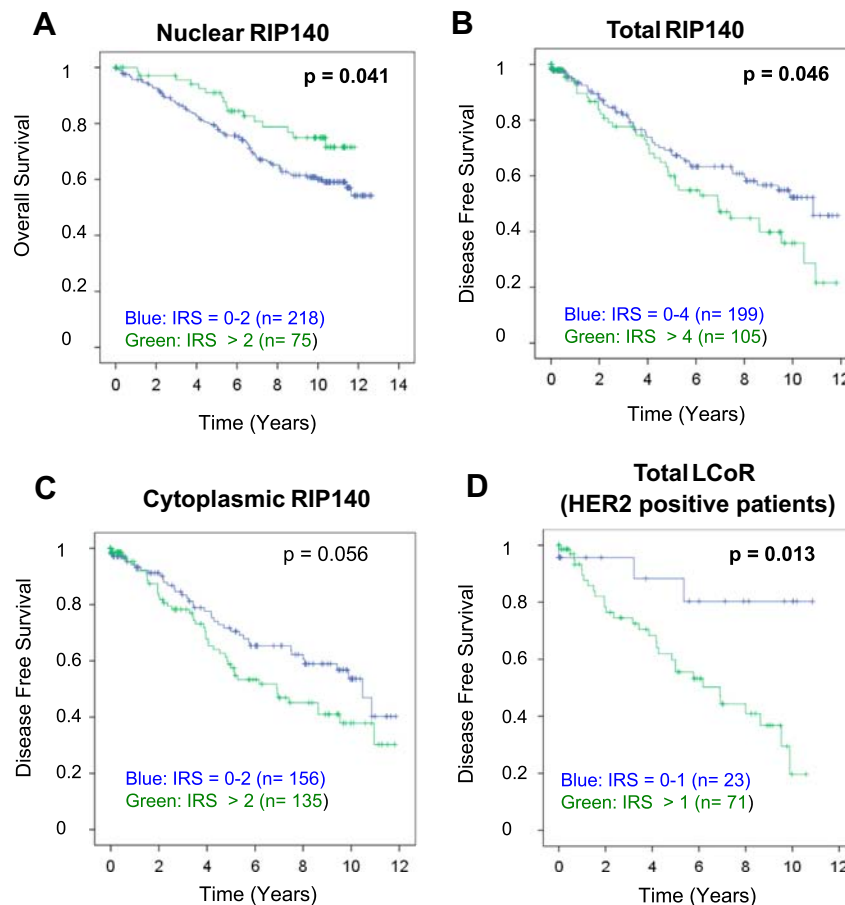 A
Nuclear RIP140
p = 0.041
Overall Survival
1
0.8
0.6
0.4
0.2
0
Blue: IRS = 0-2 (n= 218)
Green: IRS > 2 (n= 75)
0 2 4 6 8 10 12 14
Time (Years)
B
Total RIP140
p = 0.046
Disease Free Survival
1
0.8
0.6
0.4
0.2
0
Blue: IRS = 0-4 (n= 199)
Green: IRS > 4 (n= 105)
0 2 4 6 8 10 12
Time (Years)
C
Cytoplasmic RIP140
p = 0.056
Disease Free Survival
1
0.8
0.6
0.4
0.2
0
Blue: IRS = 0-2 (n= 156)
Green: IRS > 2 (n= 135)
0 2 4 6 8 10 12
Time (Years)
D
Total LCoR
(HER2 positive patients)
p = 0.013
Disease Free Survival
1
0.8
0.6
0.4
0.2
0
Blue: IRS = 0-1 (n= 23)
Green: IRS > 1 (n= 71)
0 2 4 6 8 10 12
Time (Years)